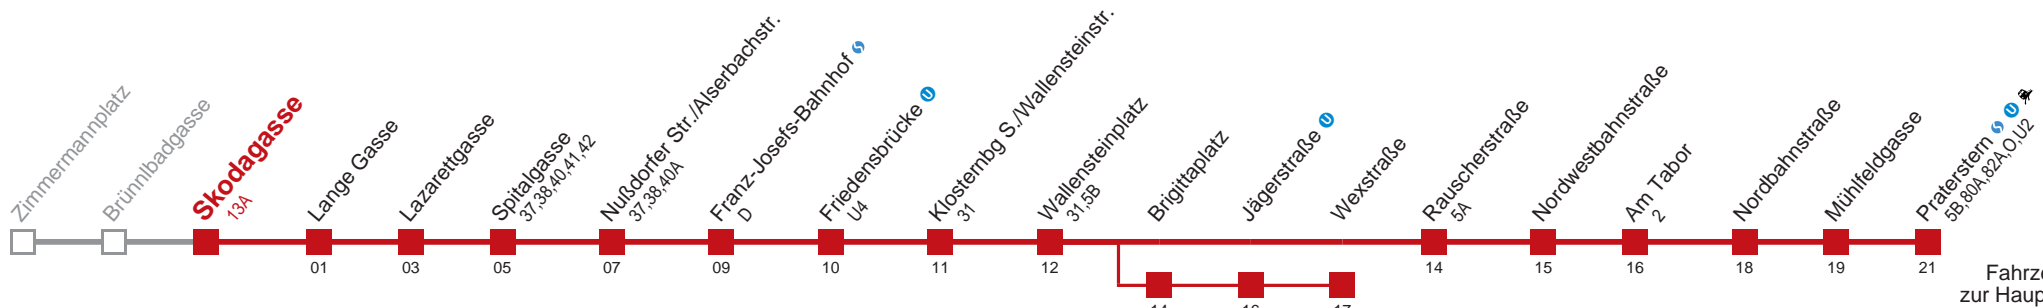 Zimmermannplatz
Brünnlbadgasse
Skodagasse
13A
Lange Gasse
Lazarettgasse
Spitalgasse
37,38,40,41,42
Nußdorfer Str./Alserbachstr.
37,38,40A
Franz-Josefs-Bahnhof
D
Friedensbrücke U
U4
Klosternbg S./Wallensteinstr.
31
Wallensteinplatz
31,5B
Brigittaplatz
Jägerstraße U
Wexstraße
Rauscherstraße
5A
Nordwestbahnstraße
Am Tabor
2
Nordbahnstraße
Mühlfeldgasse
Praterstern S U
5B,80A,82A,O,U2
01 03 05 07 09 10 11 12 14 15 16 18 19 21
Fahrze
zur Haup